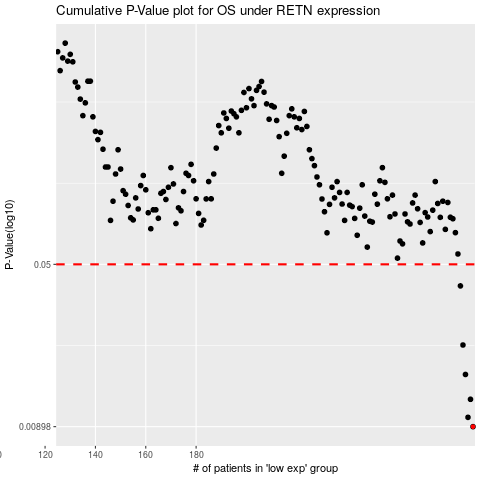 Cumulative P-Value plot for OS under RETN expression
P-Value(log10)
0.05
0.00898
120 140 160 180
# of patients in 'low exp' group